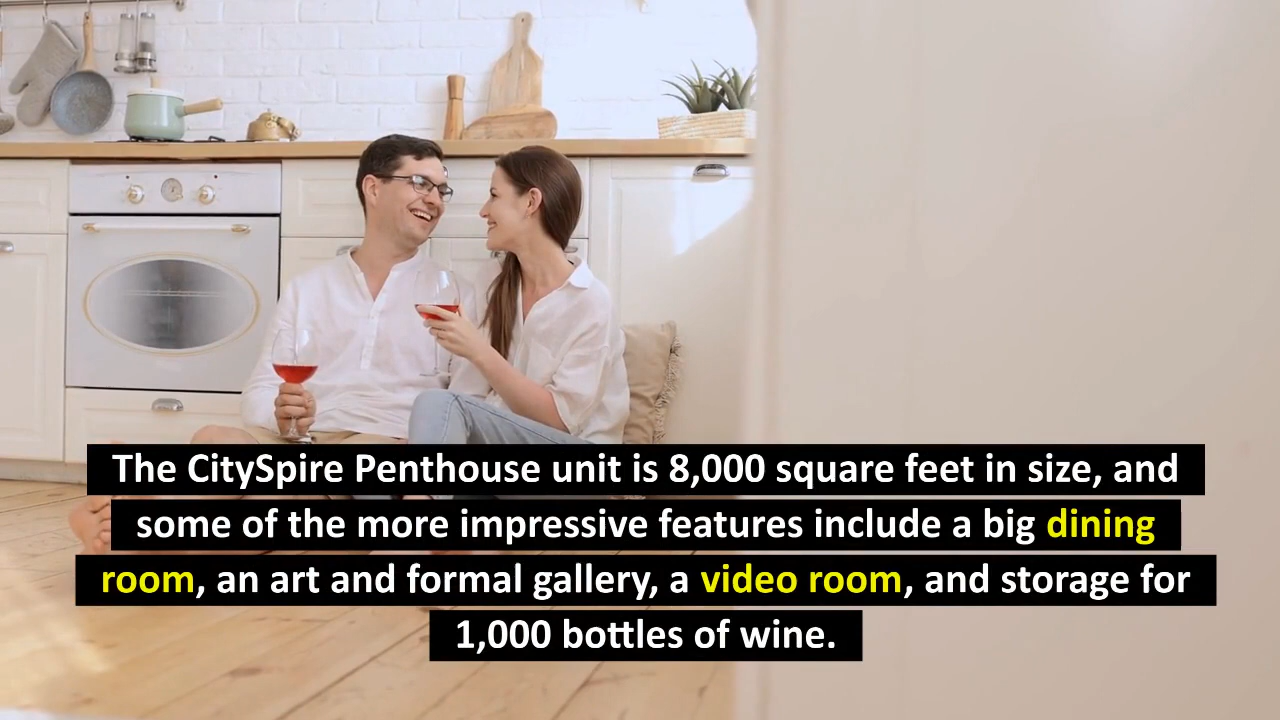 The CitySpire Penthouse unit is 8,000 square feet in size, and
some of the more impressive features include a big dining
room, an art and formal gallery, a video room, and storage for
1,000 bottles of wine.